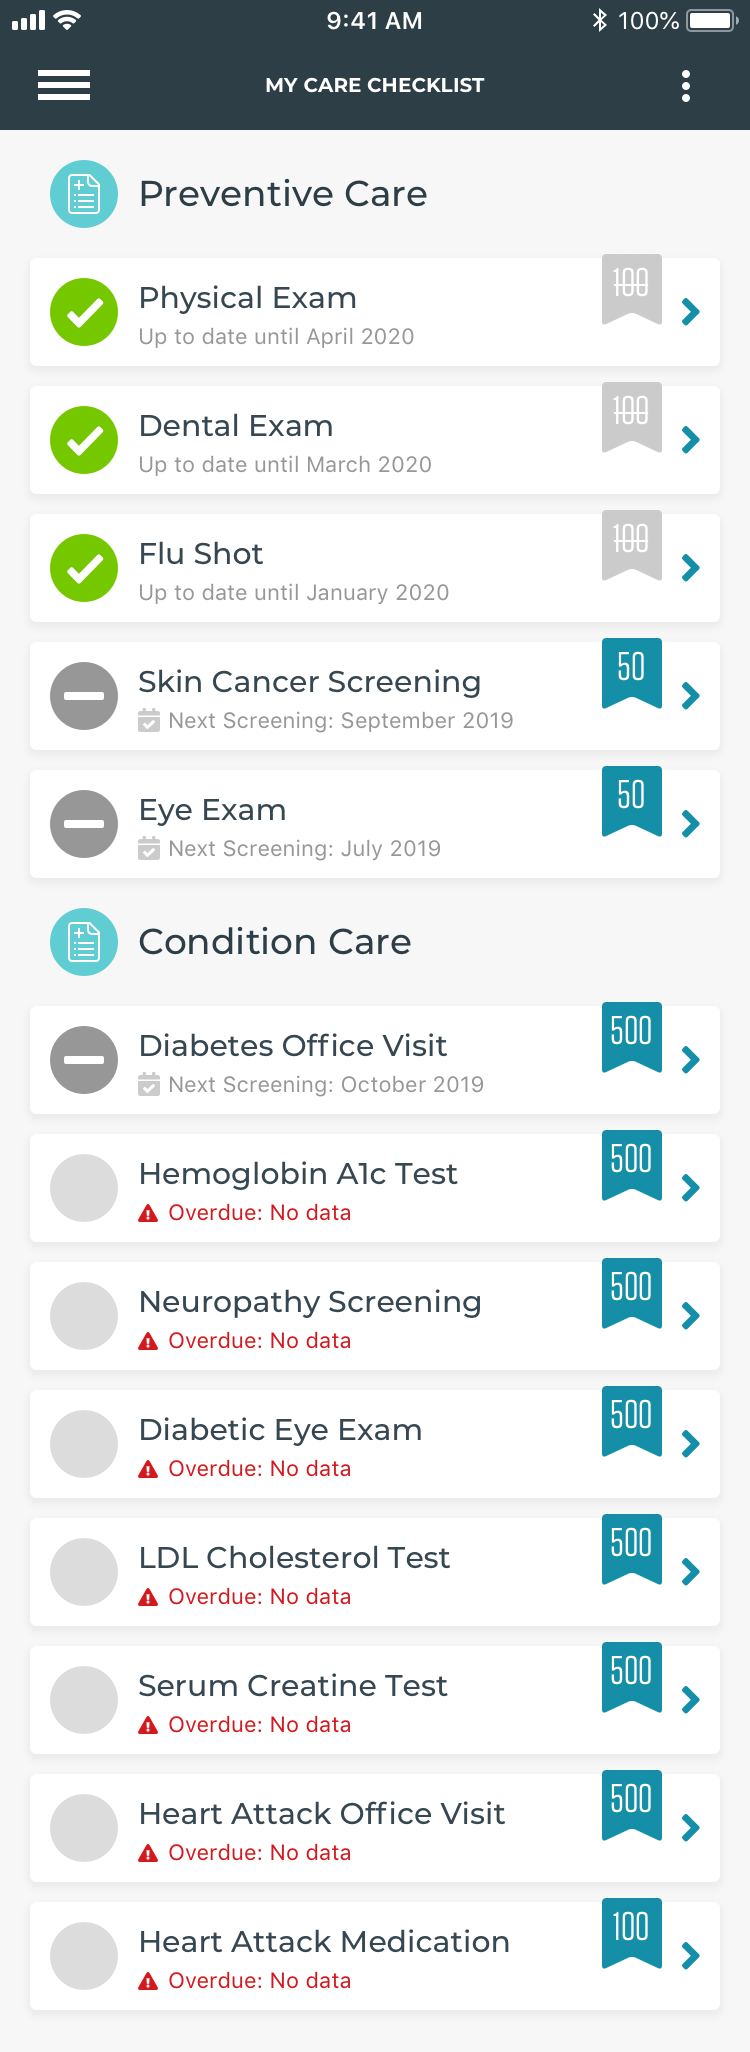 9:41 AM
100%
MY CARE CHECKLIST
Preventive Care
100
Physical Exam
Up to date until April 2020
100
Dental Exam
Up to date until March 2020
100
Flu Shot
Up to date until January 2020
50
Skin Cancer Screening
Next Screening: September 2019
50
Eye Exam
Next Screening: July 2019
Condition Care
500
Diabetes Office Visit
Next Screening: October 2019
500
Hemoglobin A1c Test
Overdue: No data
500
Neuropathy Screening
Overdue: No data
500
Diabetic Eye Exam
Overdue: No data
500
LDL Cholesterol Test
Overdue: No data
500
Serum Creatine Test
Overdue: No data
500
Heart Attack Office Visit
Overdue: No data
100
Heart Attack Medication
Overdue: No data